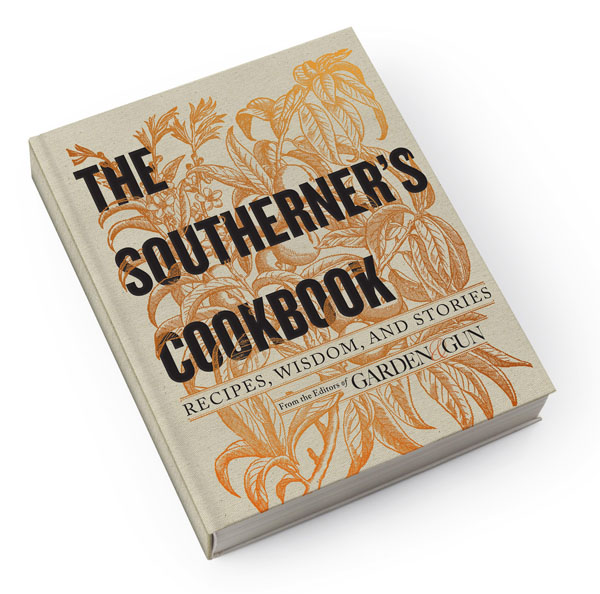 THE
SOUTHERNER'S
COOKBOOK
RECIPES, WISDOM, AND STORIES
From the Editors of GARDEN & GUN